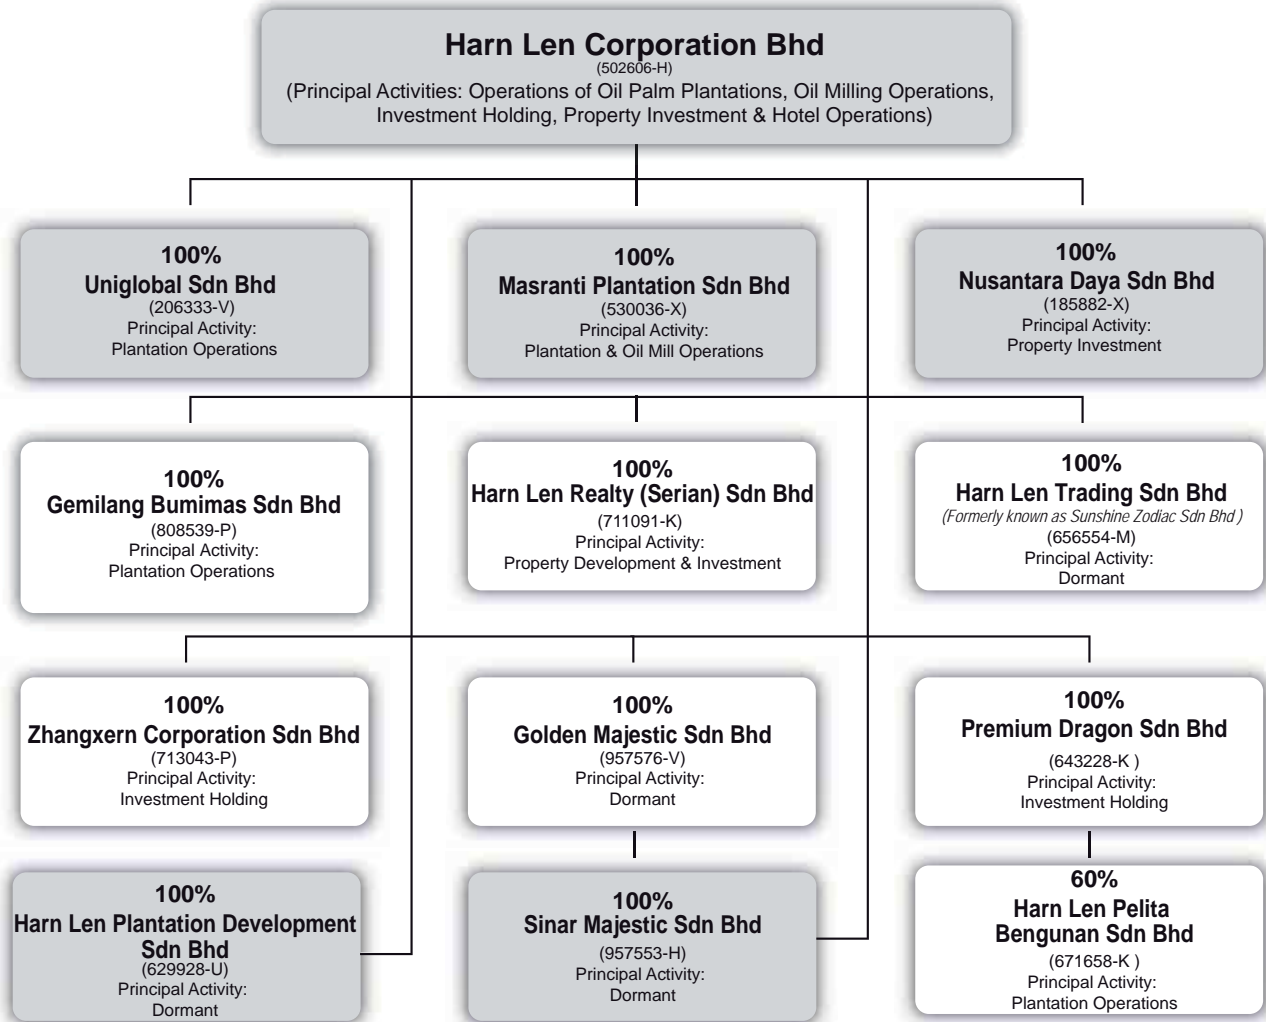 Harn Len Corporation Bhd
(502606-H)
(Principal Activities: Operations of Oil Palm Plantations, Oil Milling Operations,
Investment Holding, Property Investment & Hotel Operations)
100%
Uniglobal Sdn Bhd
(206333-V)
Principal Activity:
Plantation Operations
100%
Masranti Plantation Sdn Bhd
(530036-X)
Principal Activity:
Plantation & Oil Mill Operations
100%
Nusantara Daya Sdn Bhd
(185882-X)
Principal Activity:
Property Investment
100%
Gemilang Bumimas Sdn Bhd
(808539-P)
Principal Activity:
Plantation Operations
100%
Harn Len Realty (Serian) Sdn Bhd
(711091-K)
Principal Activity:
Property Development & Investment
100%
Harn Len Trading Sdn Bhd
(Formerly known as Sunshine Zodiac Sdn Bhd )
(656554-M)
Principal Activity:
Dormant
100%
Zhangxern Corporation Sdn Bhd
(713043-P)
Principal Activity:
Investment Holding
100%
Golden Majestic Sdn Bhd
(957576-V)
Principal Activity:
Dormant
100%
Premium Dragon Sdn Bhd
(643228-K )
Principal Activity:
Investment Holding
100%
Harn Len Plantation Development
Sdn Bhd
(629928-U)
Principal Activity:
Dormant
100%
Sinar Majestic Sdn Bhd
(957553-H)
Principal Activity:
Dormant
60%
Harn Len Pelita
Bengunan Sdn Bhd
(671658-K )
Principal Activity:
Plantation Operations